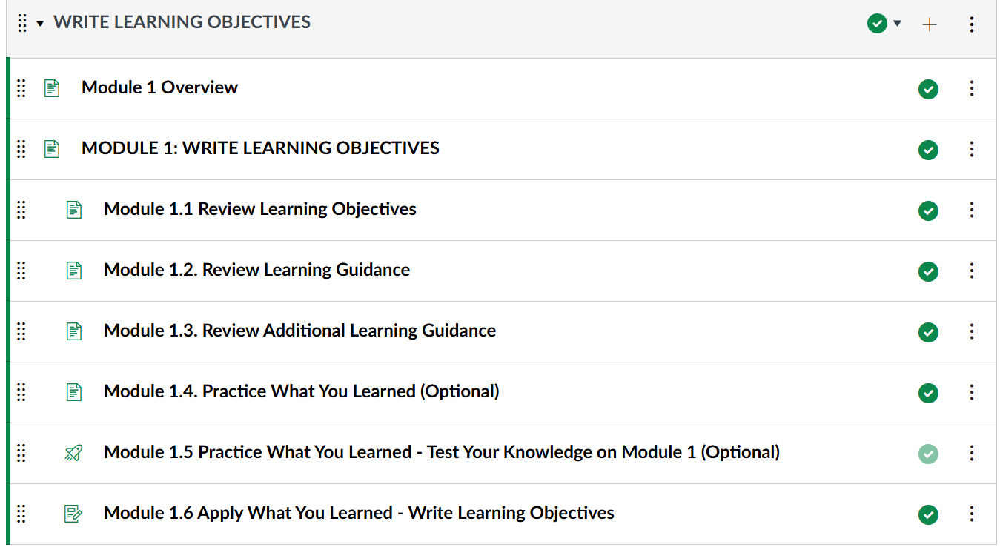 WRITE LEARNING OBJECTIVES
Module 1 Overview
MODULE 1: WRITE LEARNING OBJECTIVES
Module 1.1 Review Learning Objectives
Module 1.2. Review Learning Guidance
Module 1.3. Review Additional Learning Guidance
Module 1.4. Practice What You Learned (Optional)
Module 1.5 Practice What You Learned - Test Your Knowledge on Module 1 (Optional)
Module 1.6 Apply What You Learned - Write Learning Objectives